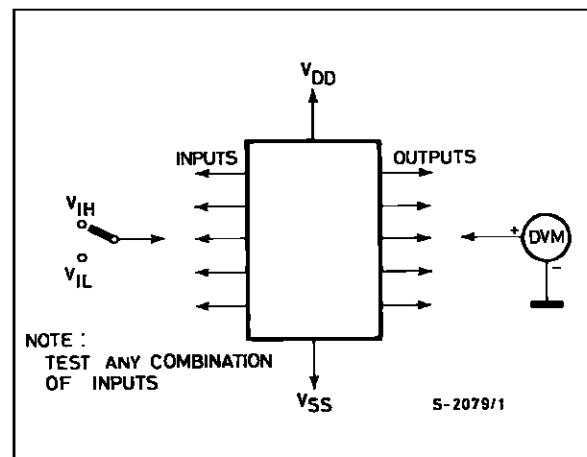 VDD
INPUTS
OUTPUTS
VIH
VIL
+
DVM
−
NOTE :
TEST ANY COMBINATION
OF INPUTS
VSS
S-2079/1